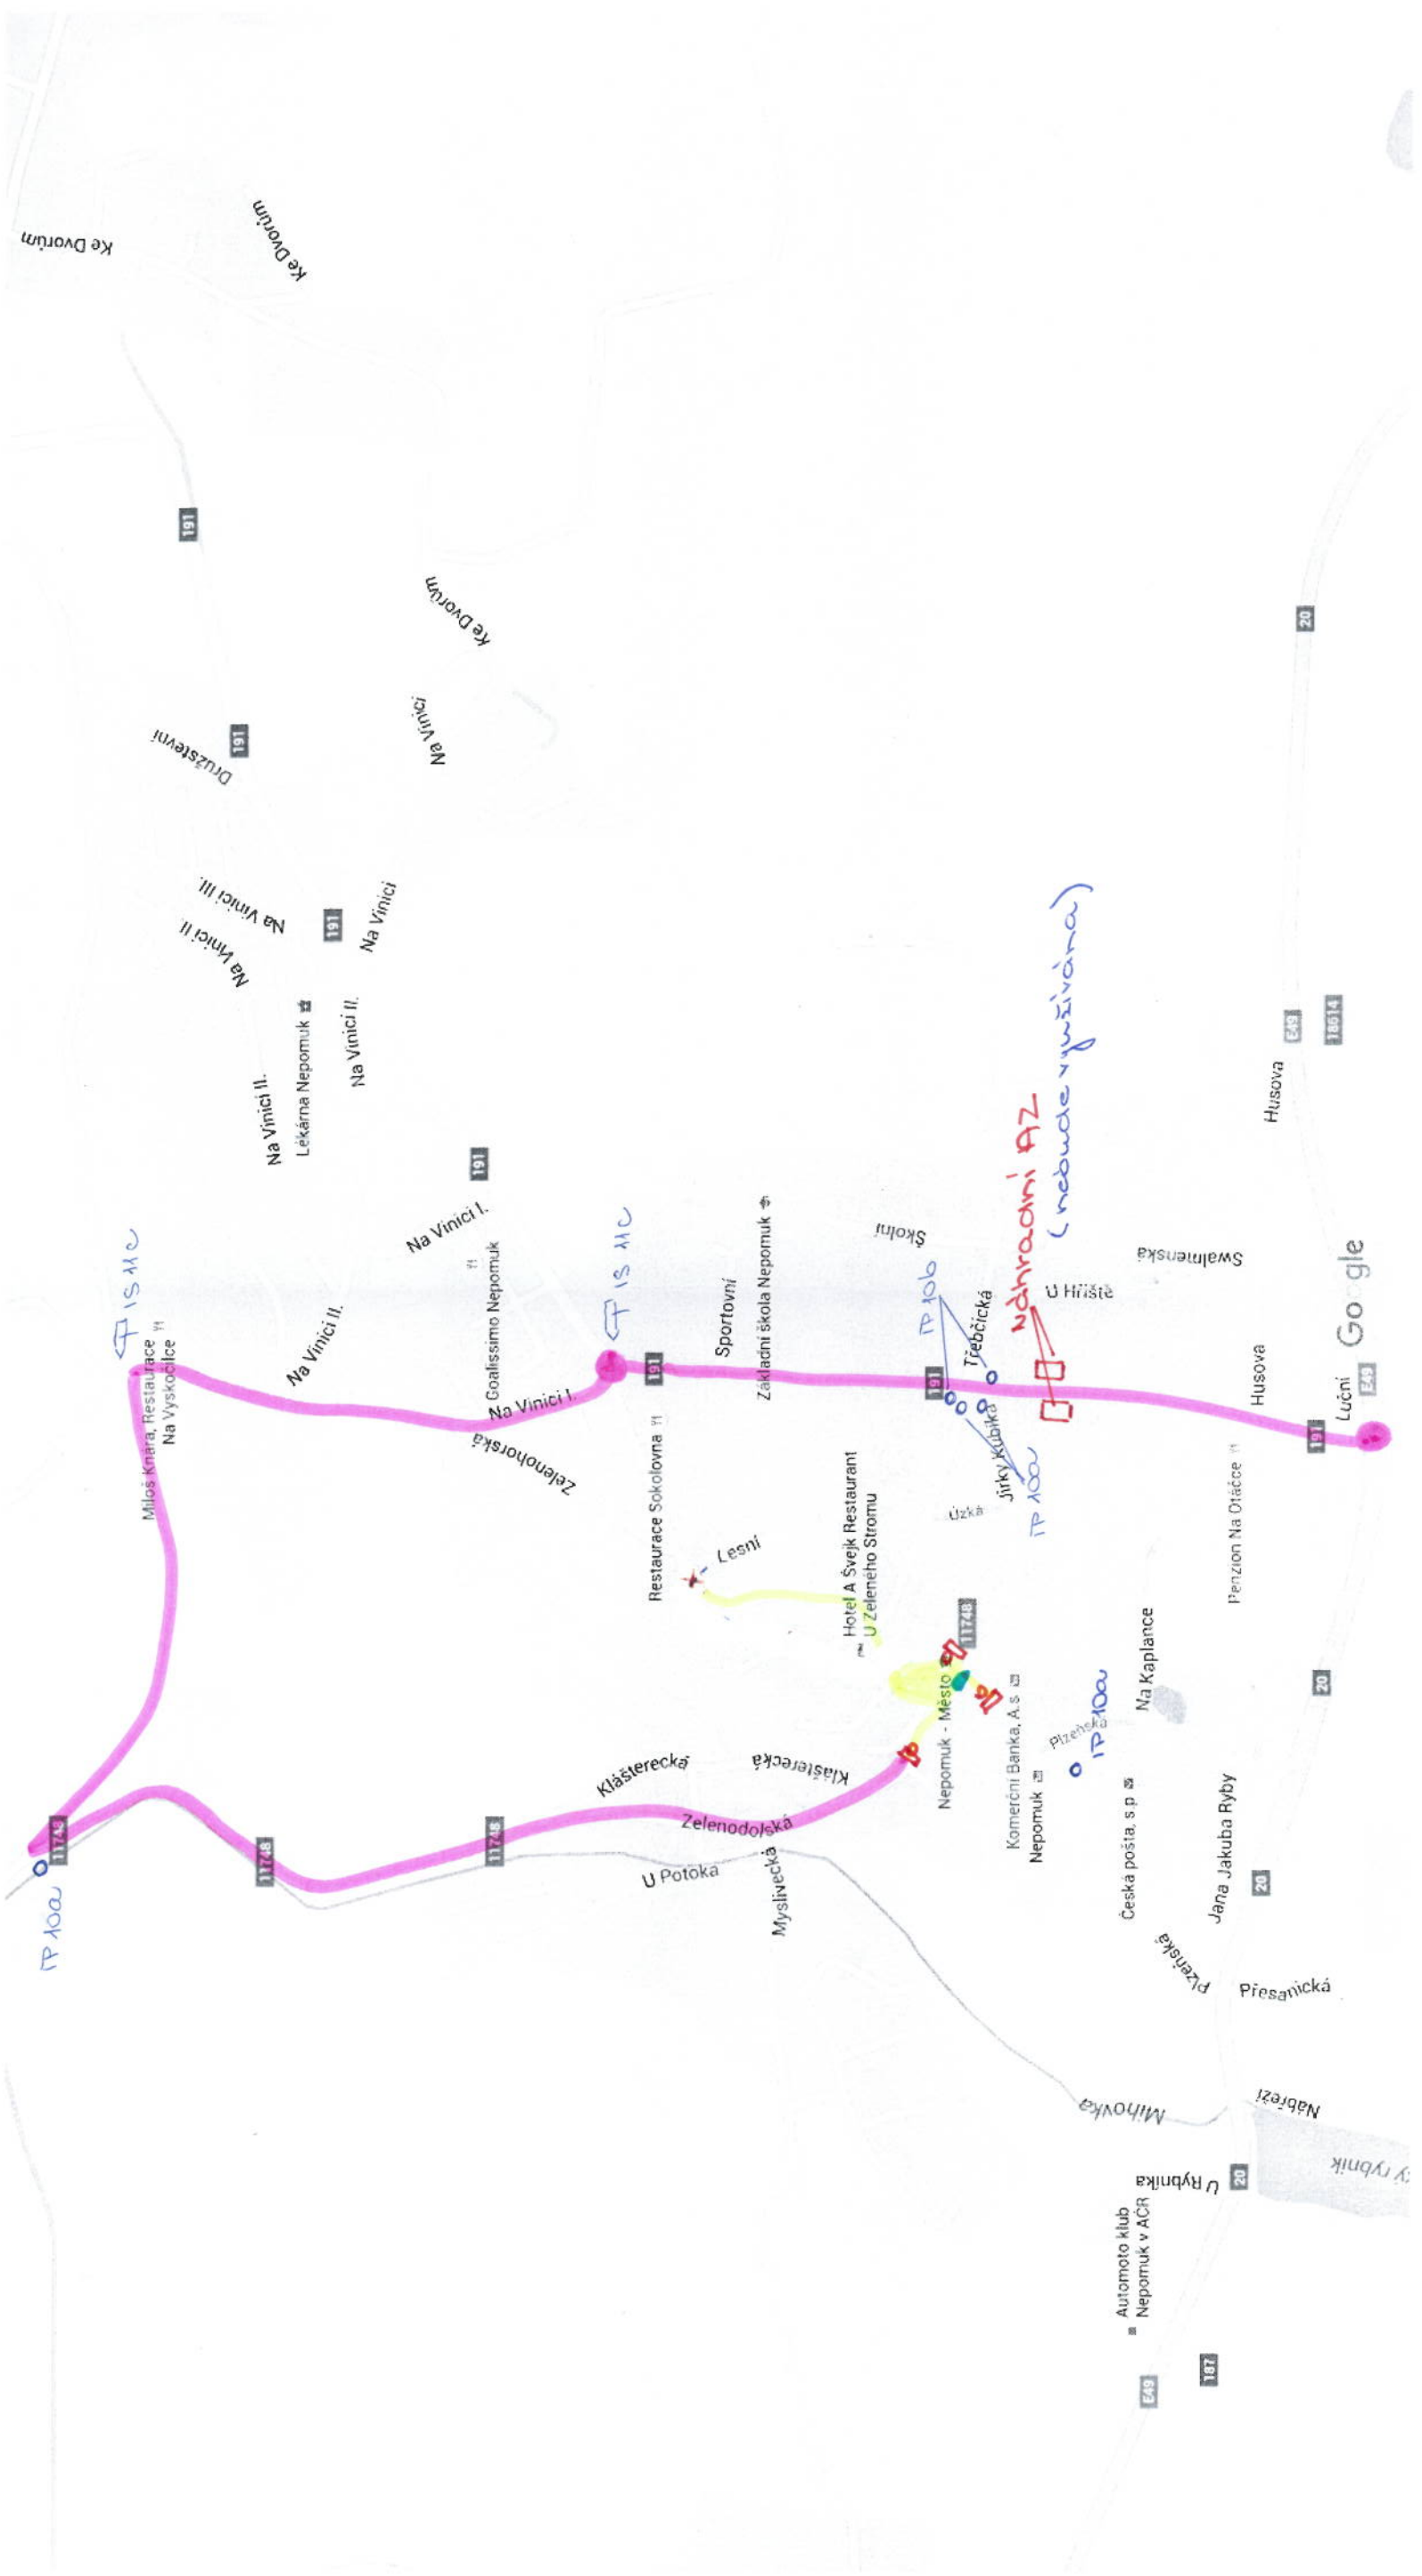 IP 10a
11748
11748
11748
U Potoka
Myslivecká
Zelenodolská
Klášterecká
Klášterecká
IS 11c
Miloš Knára, Restaurace
Na Vyskočilce
Na Vinici II.
Goalissimo Nepomuk
Na Vinici I.
Na Vinici I.
Zelenohorská
IS 11c
191
191
Na Vinici II.
Lékárna Nepomuk
Na Vinici II.
Na Vinici II.
Na Vinici III.
191
Na Vinici
Na Vinici
Družstevní
191
191
Ke Dvorům
Ke Dvorům
Ke Dvorům
Restaurace Sokolovna
Lesní
Sportovní
Základní škola Nepomuk
Školní
Hotel A Švejk Restaurant
U Zeleného Stromu
191
IP 10b
Třebčická
Jirky Kubíka
Úzká
IP 10a
Náhradní AZ
(nebude využívána)
U Hřiště
Swalmenská
11748
Nepomuk - Město
Komerční Banka, A.s
Nepomuk
Plzeňská
IP 10a
Na Kaplance
Penzion Na Otáčce
Česká pošta, s.p
Jana Jakuba Ryby
Plzeňská
Přesanická
20
20
20
20
Husova
Husova
191
Luční
E49
E49
18614
Google
Mihovka
Nábřeží
U Rybníka
ý rybník
Automoto klub
Nepomuk v AČR
E49
187